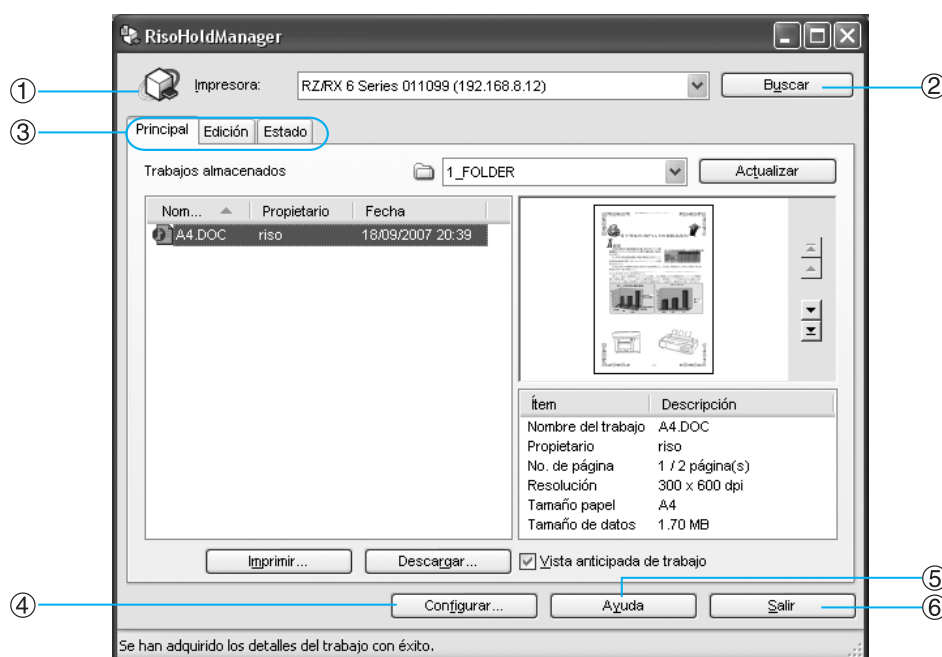 RisoHoldManager
① Impresora: RZ/RX 6 Series 011099 (192.168.8.12) Buscar ②
③ Principal Edición Estado
Trabajos almacenados 1_FOLDER Actualizar
Nom... Propietario Fecha
A4.DOC riso 18/09/2007 20:39
Ítem Descripción
Nombre del trabajo A4.DOC
Propietario riso
No. de página 1 / 2 página(s)
Resolución 300 x 600 dpi
Tamaño papel A4
Tamaño de datos 1.70 MB
Imprimir... Descargar... Vista anticipada de trabajo
⑤
④ Configurar... Ayuda Salir ⑥
Se han adquirido los detalles del trabajo con éxito.